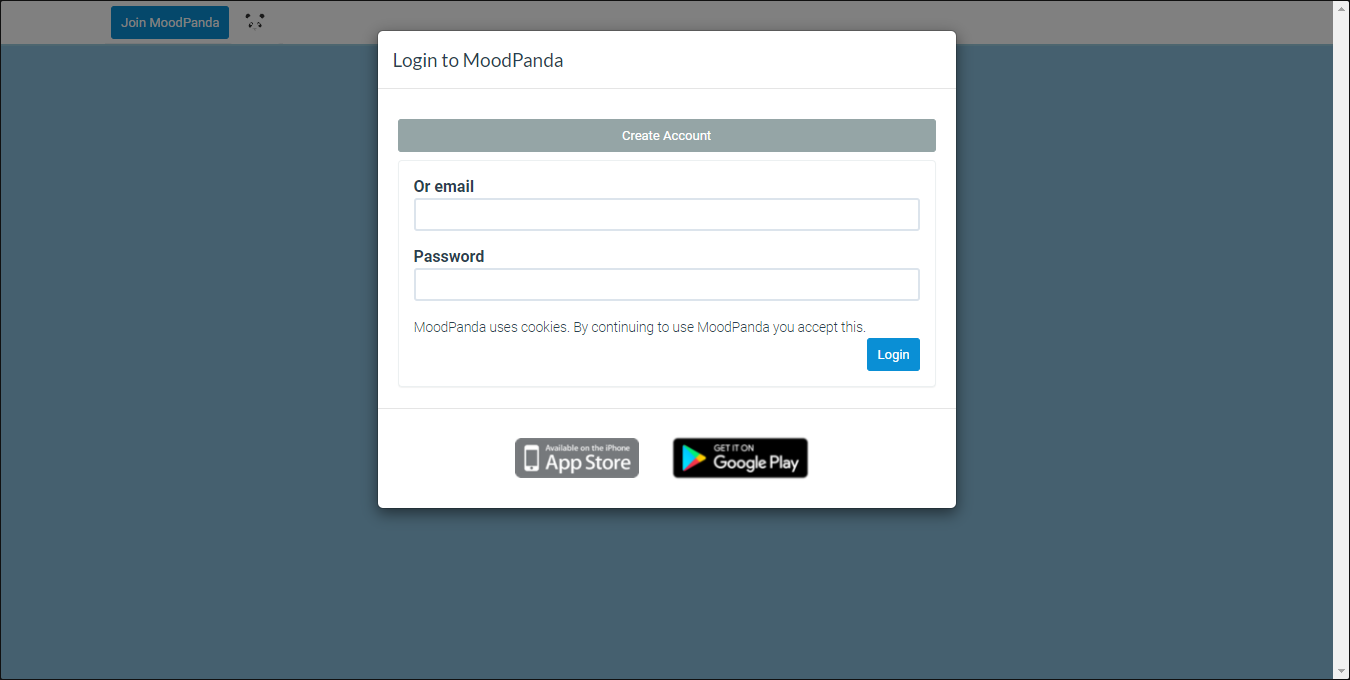 Join MoodPanda
Login to MoodPanda
Create Account
Or email
Password
MoodPanda uses cookies. By continuing to use MoodPanda you accept this.
Login
Available on the iPhone
App Store
GET IT ON
Google Play